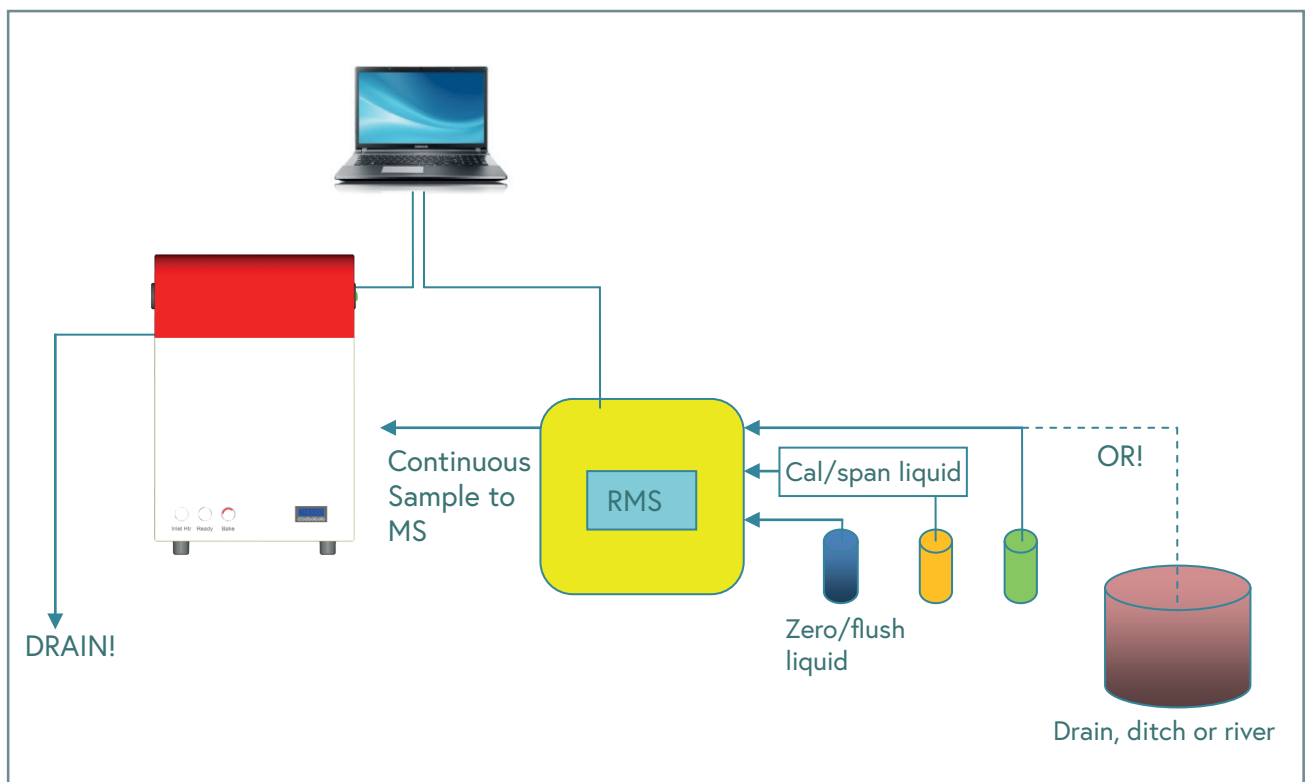 OR!
Cal/span liquid
Continuous
Sample to
MS
RMS
Inlet Htr Ready Bake
Zero/flush
liquid
DRAIN!
Drain, ditch or river